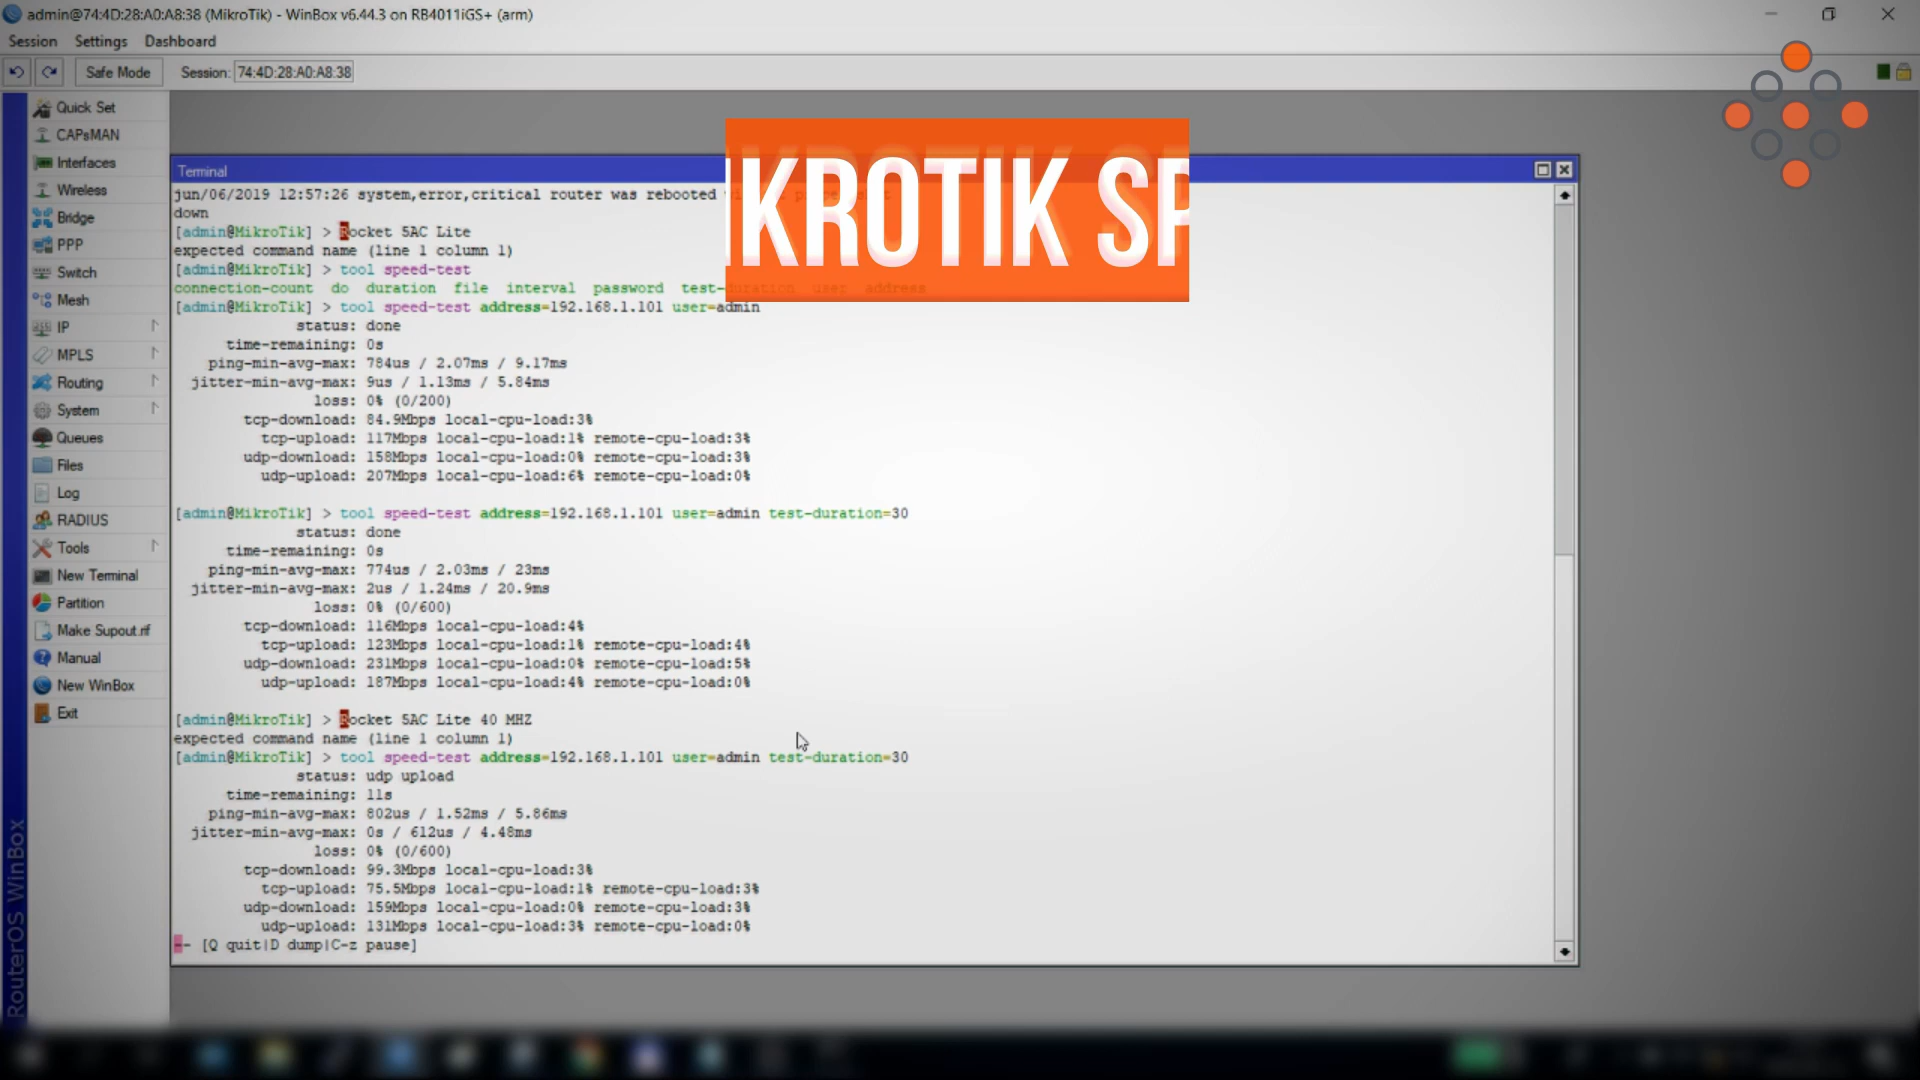 admin@74:4D:28:A0:A8:38 (MikroTik) - WinBox v6.44.3 on RB4011iGS+ (arm)
Session Settings Dashboard
Safe Mode Session: 74:4D:28:A0:A8:38
Quick Set
CAPsMAN
Interfaces
Wireless
Bridge
PPP
Switch
Mesh
IP
MPLS
Routing
System
Queues
Files
Log
RADIUS
Tools
New Terminal
Partition
Make Supout.rif
Manual
New WinBox
Exit
RouterOS WinBox
IKROTIK SP
Terminal
jun/06/2019 12:57:26 system,error,critical router was rebooted
down
[admin@MikroTik] > Rocket 5AC Lite
expected command name (line 1 column 1)
[admin@MikroTik] > tool speed-test
connection-count do duration file interval password test-duration user address
[admin@MikroTik] > tool speed-test address=192.168.1.101 user=admin
status: done
time-remaining: 0s
ping-min-avg-max: 784us / 2.07ms / 9.17ms
jitter-min-avg-max: 9us / 1.13ms / 5.84ms
loss: 0% (0/200)
tcp-download: 84.9Mbps local-cpu-load:3%
tcp-upload: 117Mbps local-cpu-load:1% remote-cpu-load:3%
udp-download: 158Mbps local-cpu-load:0% remote-cpu-load:3%
udp-upload: 207Mbps local-cpu-load:6% remote-cpu-load:0%
[admin@MikroTik] > tool speed-test address=192.168.1.101 user=admin test-duration=30
status: done
time-remaining: 0s
ping-min-avg-max: 774us / 2.03ms / 23ms
jitter-min-avg-max: 2us / 1.24ms / 20.9ms
loss: 0% (0/600)
tcp-download: 116Mbps local-cpu-load:4%
tcp-upload: 123Mbps local-cpu-load:1% remote-cpu-load:4%
udp-download: 231Mbps local-cpu-load:0% remote-cpu-load:5%
udp-upload: 187Mbps local-cpu-load:4% remote-cpu-load:0%
[admin@MikroTik] > Rocket 5AC Lite 40 MHZ
expected command name (line 1 column 1)
[admin@MikroTik] > tool speed-test address=192.168.1.101 user=admin test-duration=30
status: udp upload
time-remaining: 11s
ping-min-avg-max: 802us / 1.52ms / 5.86ms
jitter-min-avg-max: 0s / 612us / 4.48ms
loss: 0% (0/600)
tcp-download: 99.3Mbps local-cpu-load:3%
tcp-upload: 75.5Mbps local-cpu-load:1% remote-cpu-load:3%
udp-download: 159Mbps local-cpu-load:0% remote-cpu-load:3%
udp-upload: 131Mbps local-cpu-load:3% remote-cpu-load:0%
-- [Q quit|D dump|C-z pause]